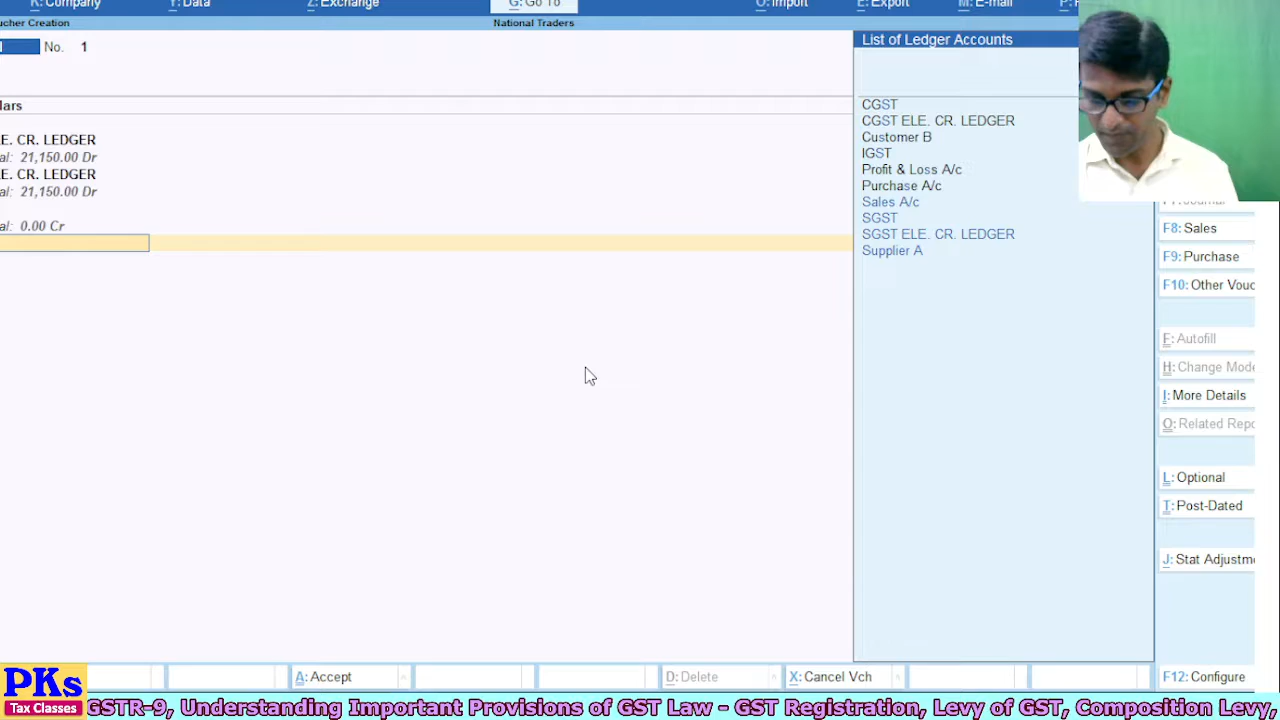 K: Company Y: Data Z: Exchange G: Go To O: Import E: Export M: E-mail P:
ucher Creation National Traders
No. 1
List of Ledger Accounts
lars
CGST
CGST ELE. CR. LEDGER
Customer B
IGST
Profit & Loss A/c
Purchase A/c
Sales A/c
SGST
SGST ELE. CR. LEDGER
Supplier A
E. CR. LEDGER
al: 21,150.00 Dr
E. CR. LEDGER
al: 21,150.00 Dr
al: 0.00 Cr
F7: Journal
F8: Sales
F9: Purchase
F10: Other Vouc
F: Autofill
H: Change Mode
I: More Details
O: Related Repo
L: Optional
T: Post-Dated
J: Stat Adjustme
A: Accept D: Delete X: Cancel Vch F12: Configure
PKs
Tax Classes
GSTR-9, Understanding Important Provisions of GST Law - GST Registration, Levy of GST, Composition Levy,